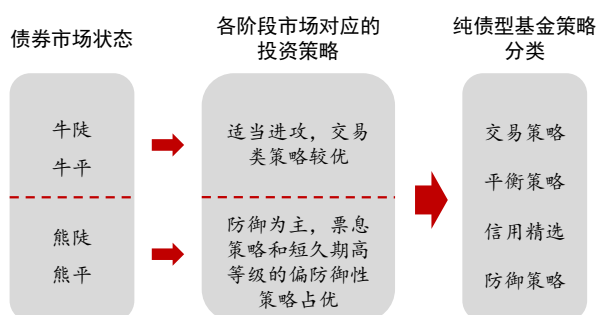 债券市场状态
各阶段市场对应的
投资策略
纯债型基金策略
分类
牛陡
牛平
熊陡
熊平
适当进攻，交易
类策略较优
防御为主，票息
策略和短久期高
等级的偏防御性
策略占优
交易策略
平衡策略
信用精选
防御策略